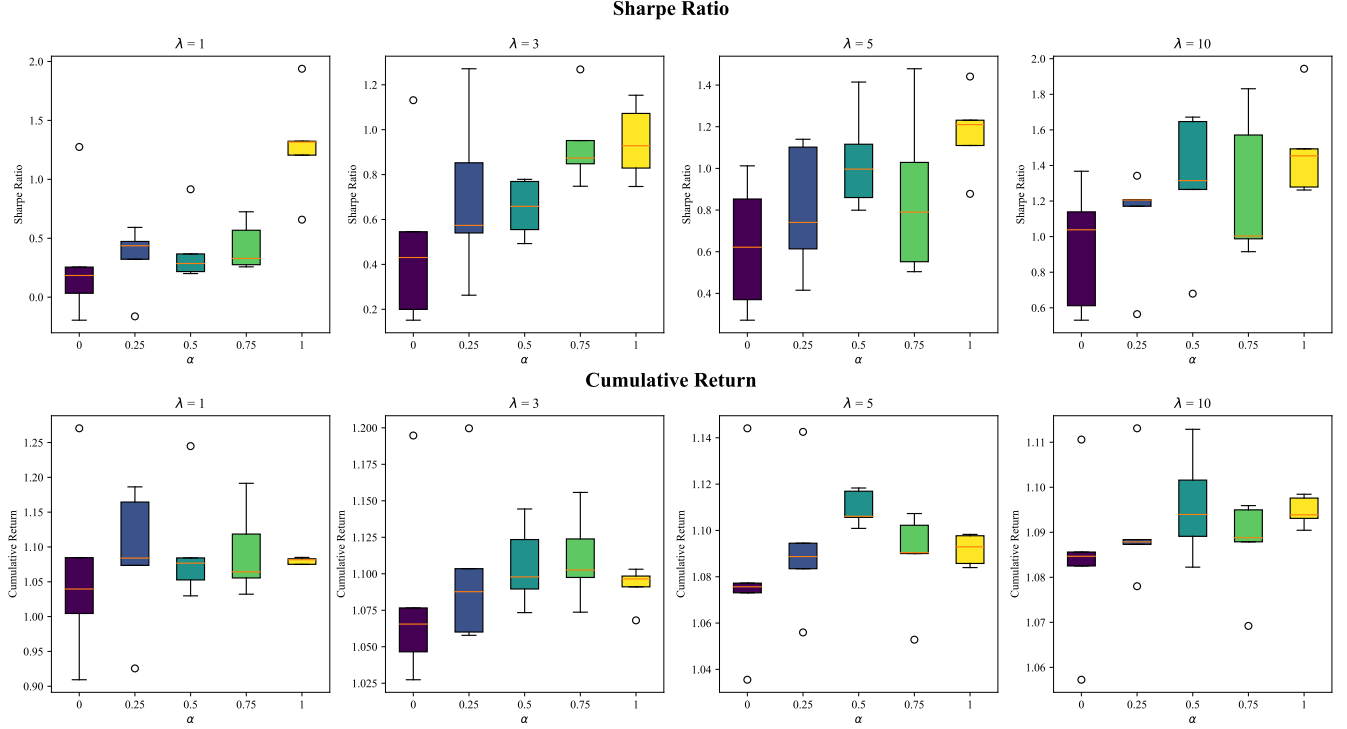 Sharpe Ratio
λ = 1
2.0
1.5
1.0
0.5
0.0
Sharpe Ratio
0 0.25 0.5 0.75 1
α
λ = 3
1.2
1.0
0.8
0.6
0.4
0.2
Sharpe Ratio
0 0.25 0.5 0.75 1
α
λ = 5
1.4
1.2
1.0
0.8
0.6
0.4
Sharpe Ratio
0 0.25 0.5 0.75 1
α
λ = 10
2.0
1.8
1.6
1.4
1.2
1.0
0.8
0.6
Sharpe Ratio
0 0.25 0.5 0.75 1
α
Cumulative Return
λ = 1
1.25
1.20
1.15
1.10
1.05
1.00
0.95
0.90
Cumulative Return
0 0.25 0.5 0.75 1
α
λ = 3
1.200
1.175
1.150
1.125
1.100
1.075
1.050
1.025
Cumulative Return
0 0.25 0.5 0.75 1
α
λ = 5
1.14
1.12
1.10
1.08
1.06
1.04
Cumulative Return
0 0.25 0.5 0.75 1
α
λ = 10
1.11
1.10
1.09
1.08
1.07
1.06
Cumulative Return
0 0.25 0.5 0.75 1
α